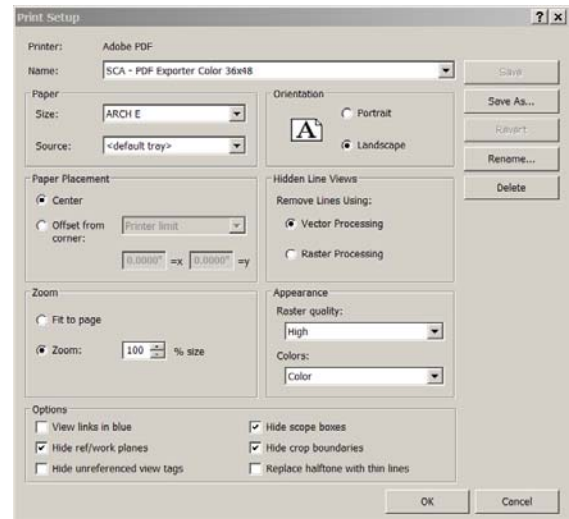 Print Setup
Printer: Adobe PDF
Name: SCA - PDF Exporter Color 36x48
Save
Save As...
Revert
Rename...
Delete
Paper
Size: ARCH E
Source: <default tray>
Orientation
A
Portrait
Landscape
Paper Placement
Center
Offset from corner: Printer limit
0.0000" =x 0.0000" =y
Hidden Line Views
Remove Lines Using:
Vector Processing
Raster Processing
Zoom
Fit to page
Zoom: 100 % size
Appearance
Raster quality:
High
Colors:
Color
Options
View links in blue
Hide ref/work planes
Hide unreferenced view tags
Hide scope boxes
Hide crop boundaries
Replace halftone with thin lines
OK Cancel